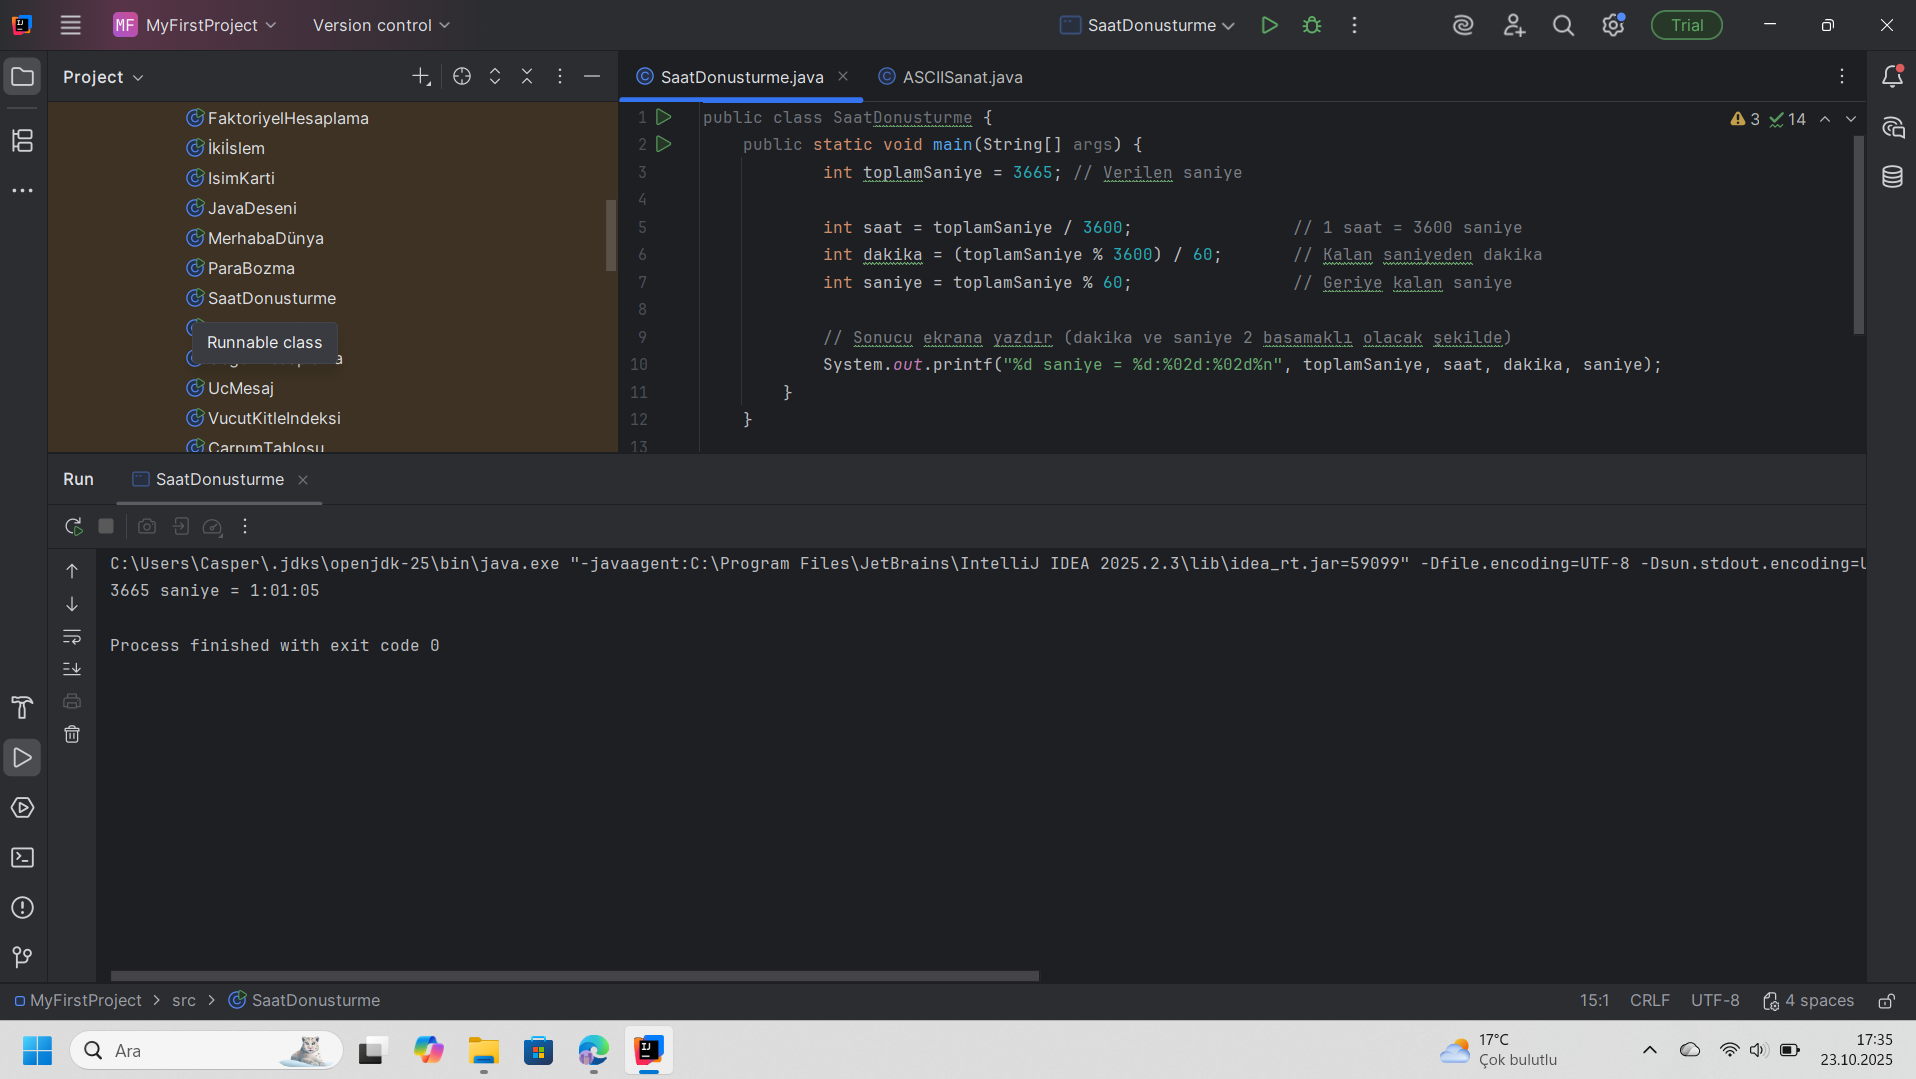 MF MyFirstProject Version control SaatDonusturme Trial
Project
SaatDonusturme.java ASCIISanat.java
FaktoriyelHesaplama
İkiİslem
IsimKarti
JavaDeseni
MerhabaDünya
ParaBozma
SaatDonusturme
Runnable class
UcMesaj
VucutKitleIndeksi
CarpımTablosu
3 14
1 public class SaatDonusturme {
2 public static void main(String[] args) {
3 int toplamSaniye = 3665; // Verilen saniye
4
5 int saat = toplamSaniye / 3600; // 1 saat = 3600 saniye
6 int dakika = (toplamSaniye % 3600) / 60; // Kalan saniyeden dakika
7 int saniye = toplamSaniye % 60; // Geriye kalan saniye
8
9 // Sonucu ekrana yazdır (dakika ve saniye 2 basamaklı olacak şekilde)
10 System.out.printf("%d saniye = %d:%02d:%02d%n", toplamSaniye, saat, dakika, saniye);
11 }
12 }
13
Run SaatDonusturme
C:\Users\Casper\.jdks\openjdk-25\bin\java.exe "-javaagent:C:\Program Files\JetBrains\IntelliJ IDEA 2025.2.3\lib\idea_rt.jar=59099" -Dfile.encoding=UTF-8 -Dsun.stdout.encoding=U
3665 saniye = 1:01:05
Process finished with exit code 0
MyFirstProject > src > SaatDonusturme 15:1 CRLF UTF-8 4 spaces
Ara
17°C
Çok bulutlu
17:35
23.10.2025